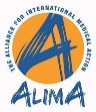 THE ALLIANCE FOR INTERNATIONAL MEDICAL ACTION
ALIMA